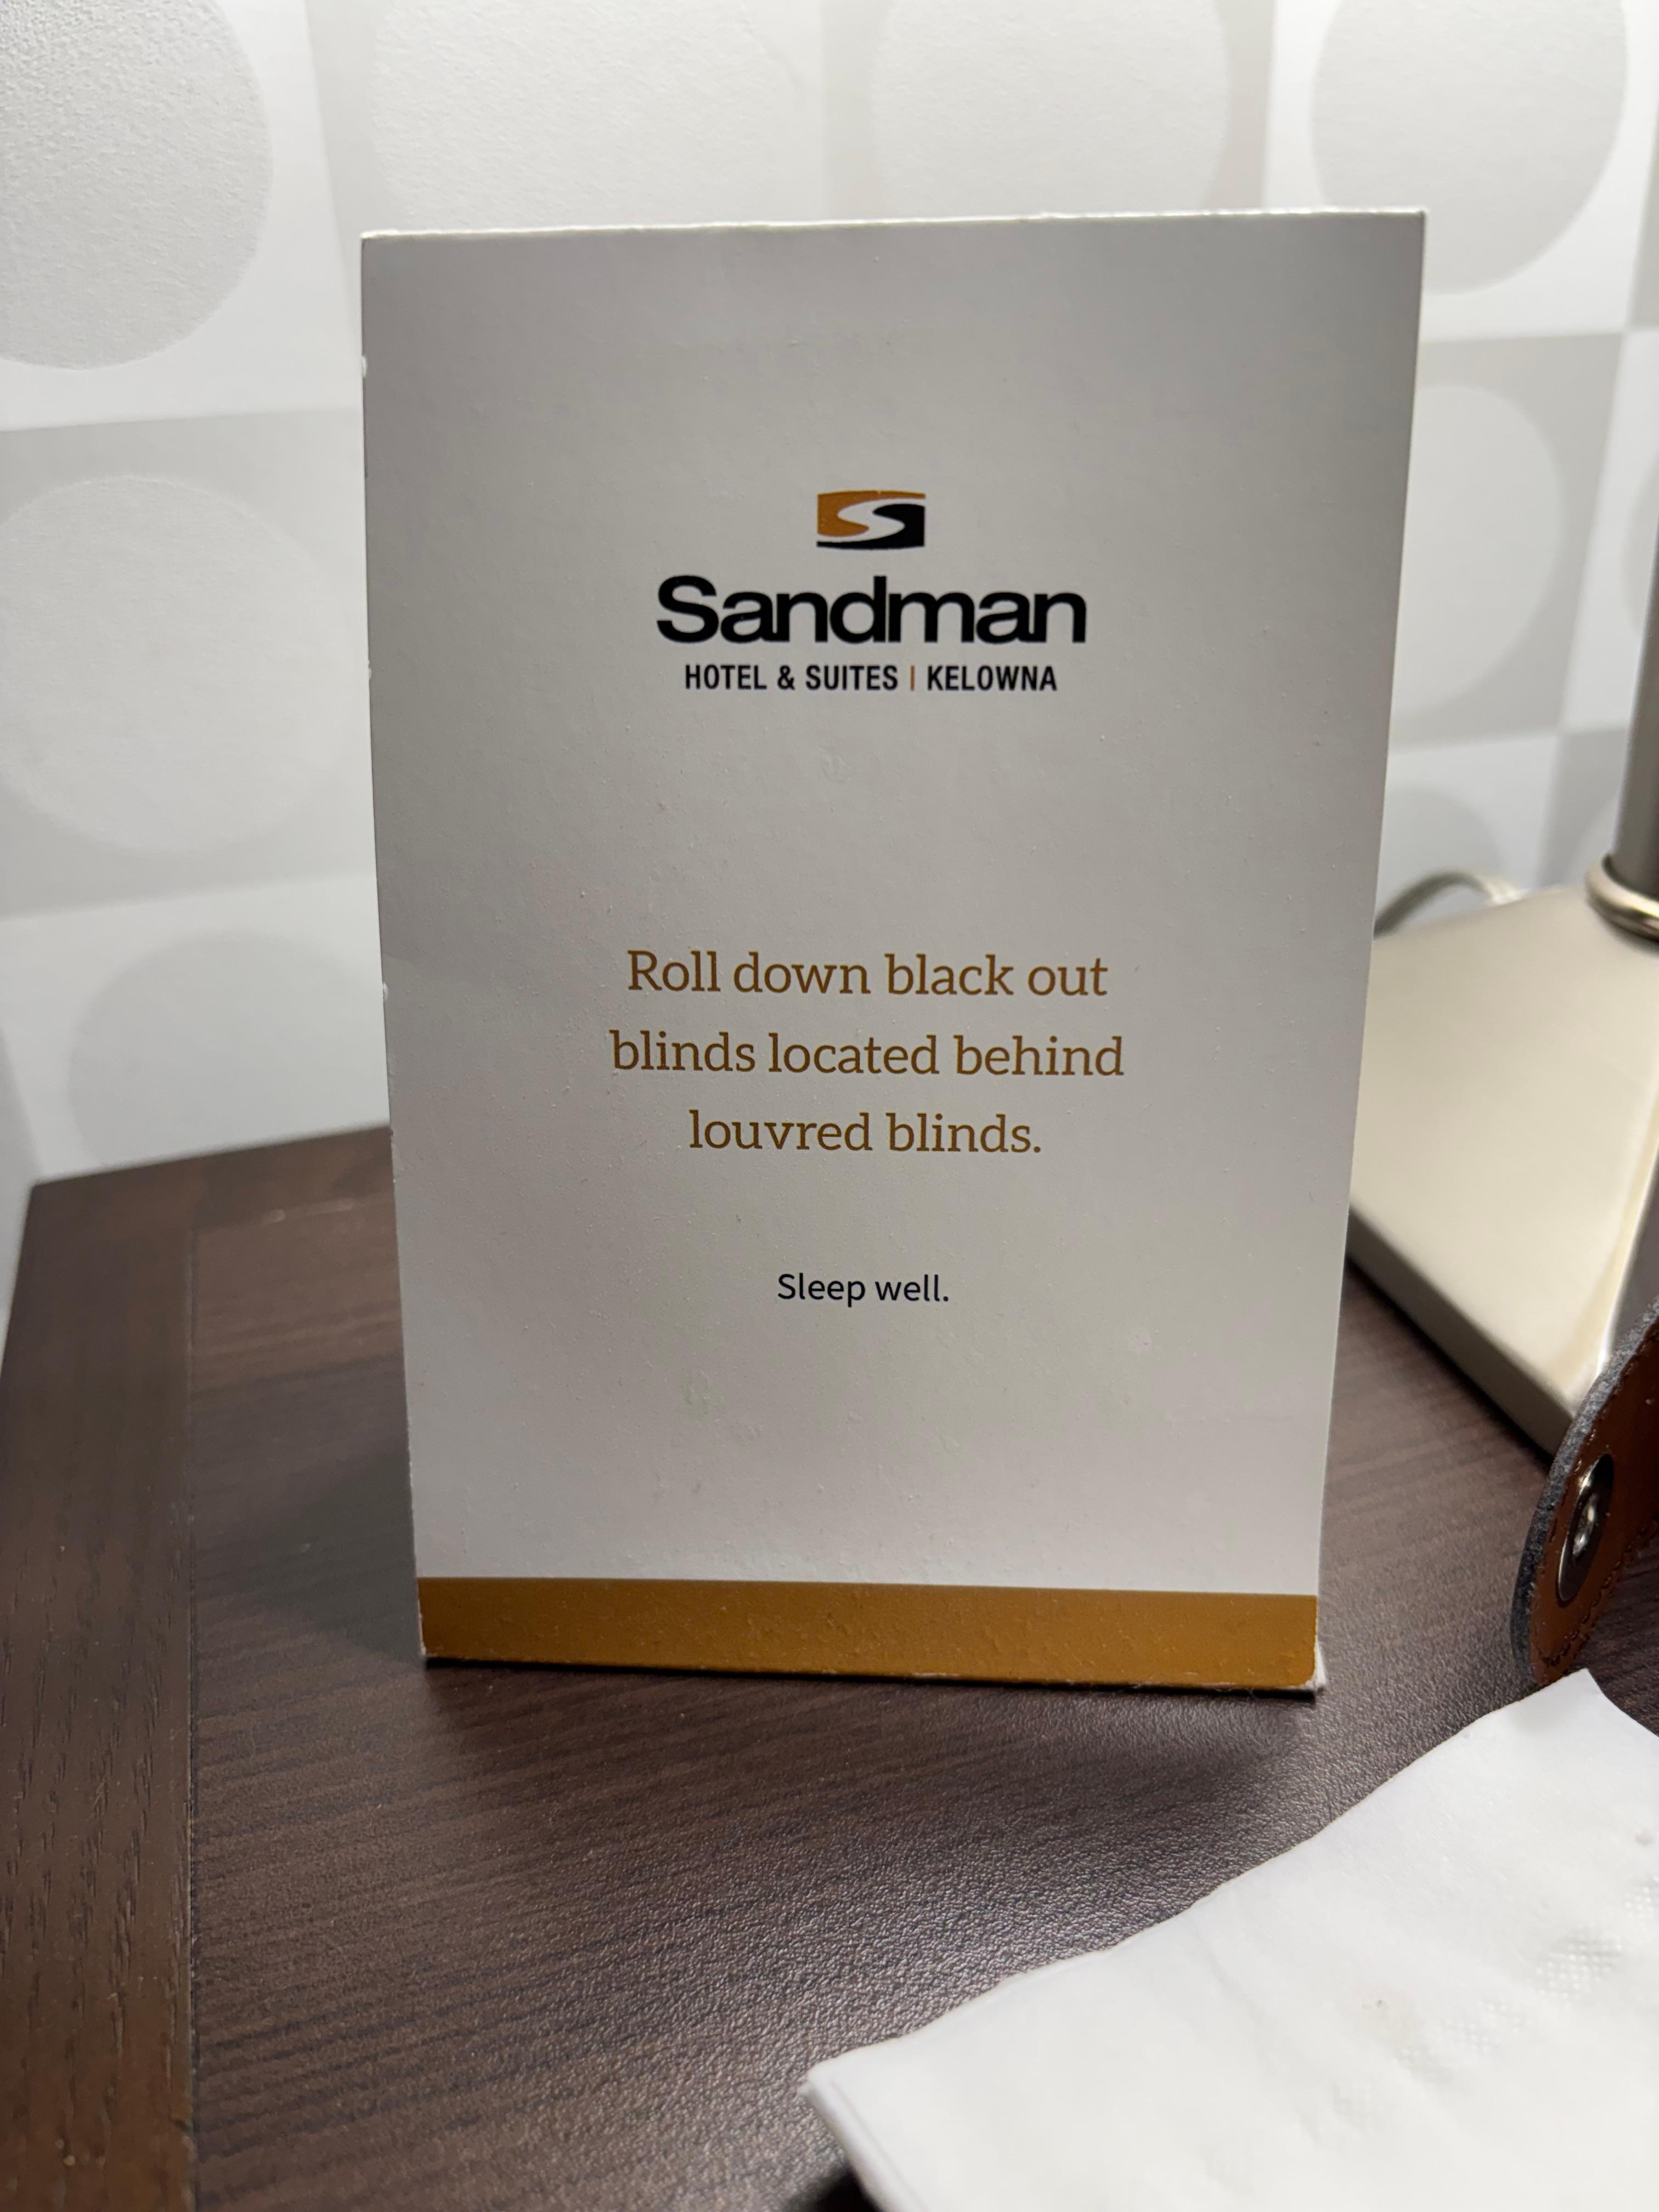 Sandman
HOTEL & SUITES | KELOWNA
Roll down black out
blinds located behind
louvred blinds.
Sleep well.